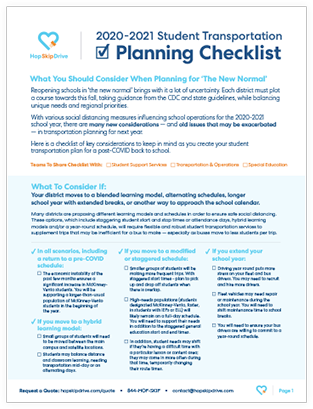 HopSkipDrive
2020-2021 Student Transportation
Planning Checklist
What You Should Consider When Planning for 'The New Normal'
Reopening schools in 'the new normal' brings with it a lot of uncertainty. Each district must plot
a course towards this fall, taking guidance from the CDC and state guidelines, while balancing
unique needs and regional priorities.
With various social distancing measures influencing school operations for the 2020-2021
school year, there are many new considerations — and old issues that may be exacerbated
— in transportation planning for next year.
Here is a checklist of key considerations to keep in mind as you create your student
transportation plan for a post-COVID back to school.
Teams To Share Checklist With: Student Support Services Transportation & Operations Special Education
What To Consider If:
Your district moves to a blended learning model, alternating schedules, longer
school year with extended breaks, or another way to approach the school calendar.
Many districts are proposing different learning models and schedules in order to ensure safe social distancing.
These options, which include staggering student start and stop times or attendance days, hybrid learning
models and/or a year-round schedule, will require flexible and robust student transportation services to
supplement trips that may be inefficient for a bus to make — especially as buses move to less students per trip.
✓ In all scenarios, including
a return to a pre-COVID
schedule:
The economic instability of the
past few months ensures a
significant increase in McKinney-
Vento students. You will be
supporting a larger-than-usual
population of McKinney-Vento
students in the beginning of
the year.
✓ If you move to a hybrid
learning model:
Small groups of students will need
to be moved between the main
campus and satellite locations.
Students may balance distance
and classroom learning, needing
transportation mid-day or an
alternating days.
✓ If you move to a modified
or staggered schedule:
Smaller groups of students will be
making more frequent trips. With
staggered start times - plan to pick
up and drop off students when
there is overlap.
High-needs populations (students
designated McKinney-Vento, foster,
in students with IEPs or ELL) will
likely remain on a full-day schedule.
You will need to support their needs
in addition to the staggered general
education start and end times.
In addition, students may shift
if they're having a difficult time with
a particular lesson or content area;
they may come in more often during
that time, temporarily changing
their route times.
✓ If you extend your
school year:
Driving year round puts more
stress on your fleet and bus
drivers. You may need to recruit
and hire more drivers.
Fleet vehicles may need repair
or maintenance during the
school year. You will need to
shift maintenance time to school
breaks.
You will need to ensure your bus
drivers are willing to commit to a
year-round schedule.
Request a Quote: hopskipdrive.com/quote • 844-HOP-SKIP • contact@hopskipdrive.com
Page 1